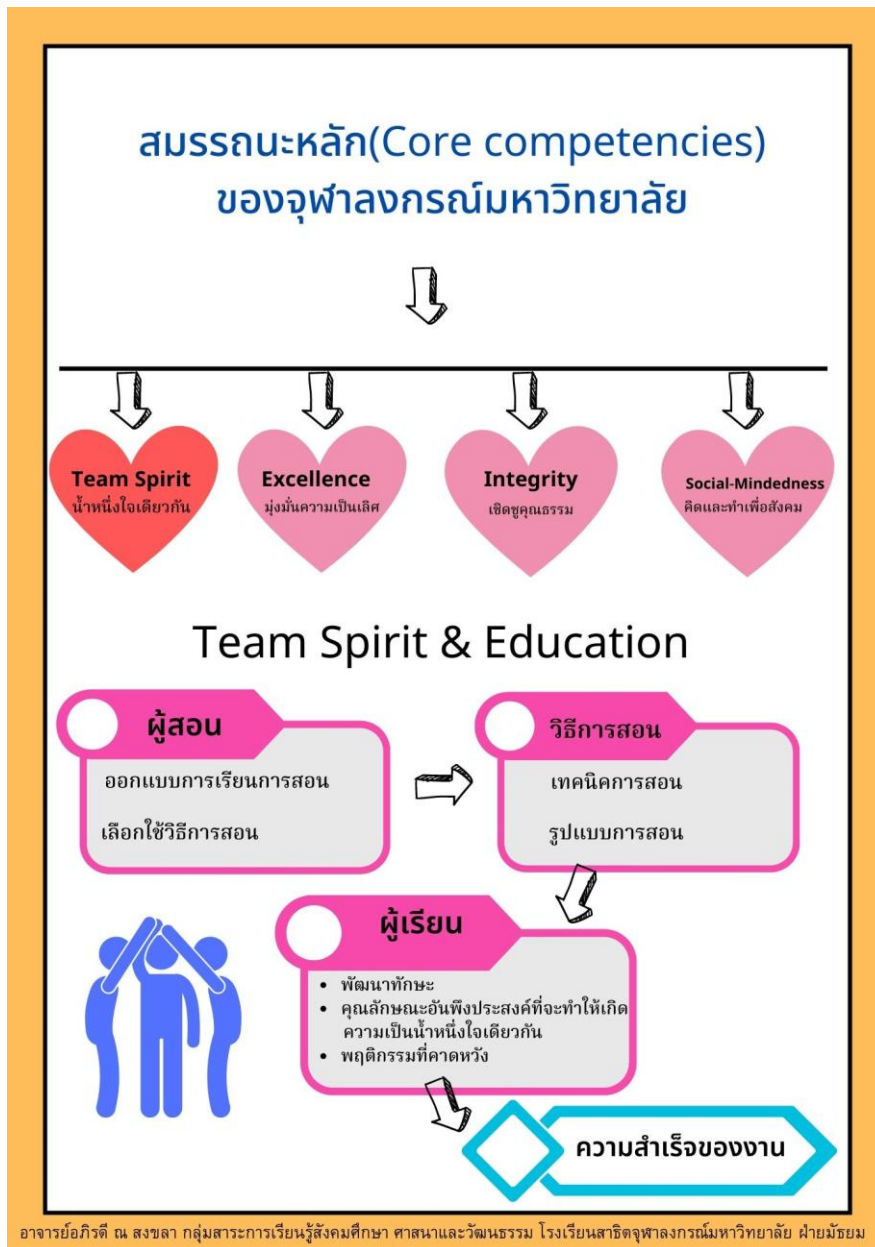 สมรรถนะหลัก(Core competencies)
ของจุฬาลงกรณ์มหาวิทยาลัย
Team Spirit
น้ำหนึ่งใจเดียวกัน
Excellence
มุ่งมั่นความเป็นเลิศ
Integrity
เชิดชูคุณธรรม
Social-Mindedness
คิดและทำเพื่อสังคม
Team Spirit & Education
ผู้สอน
ออกแบบการเรียนการสอน
เลือกใช้วิธีการสอน
วิธีการสอน
เทคนิคการสอน
รูปแบบการสอน
ผู้เรียน
• พัฒนาทักษะ
• คุณลักษณะอันพึงประสงค์ที่จะทำให้เกิด
ความเป็นน้ำหนึ่งใจเดียวกัน
• พฤติกรรมที่คาดหวัง
ความสำเร็จของงาน
อาจารย์อภิรดี ณ สงขลา กลุ่มสาระการเรียนรู้สังคมศึกษา ศาสนาและวัฒนธรรม โรงเรียนสาธิตจุฬาลงกรณ์มหาวิทยาลัย ฝ่ายมัธยม